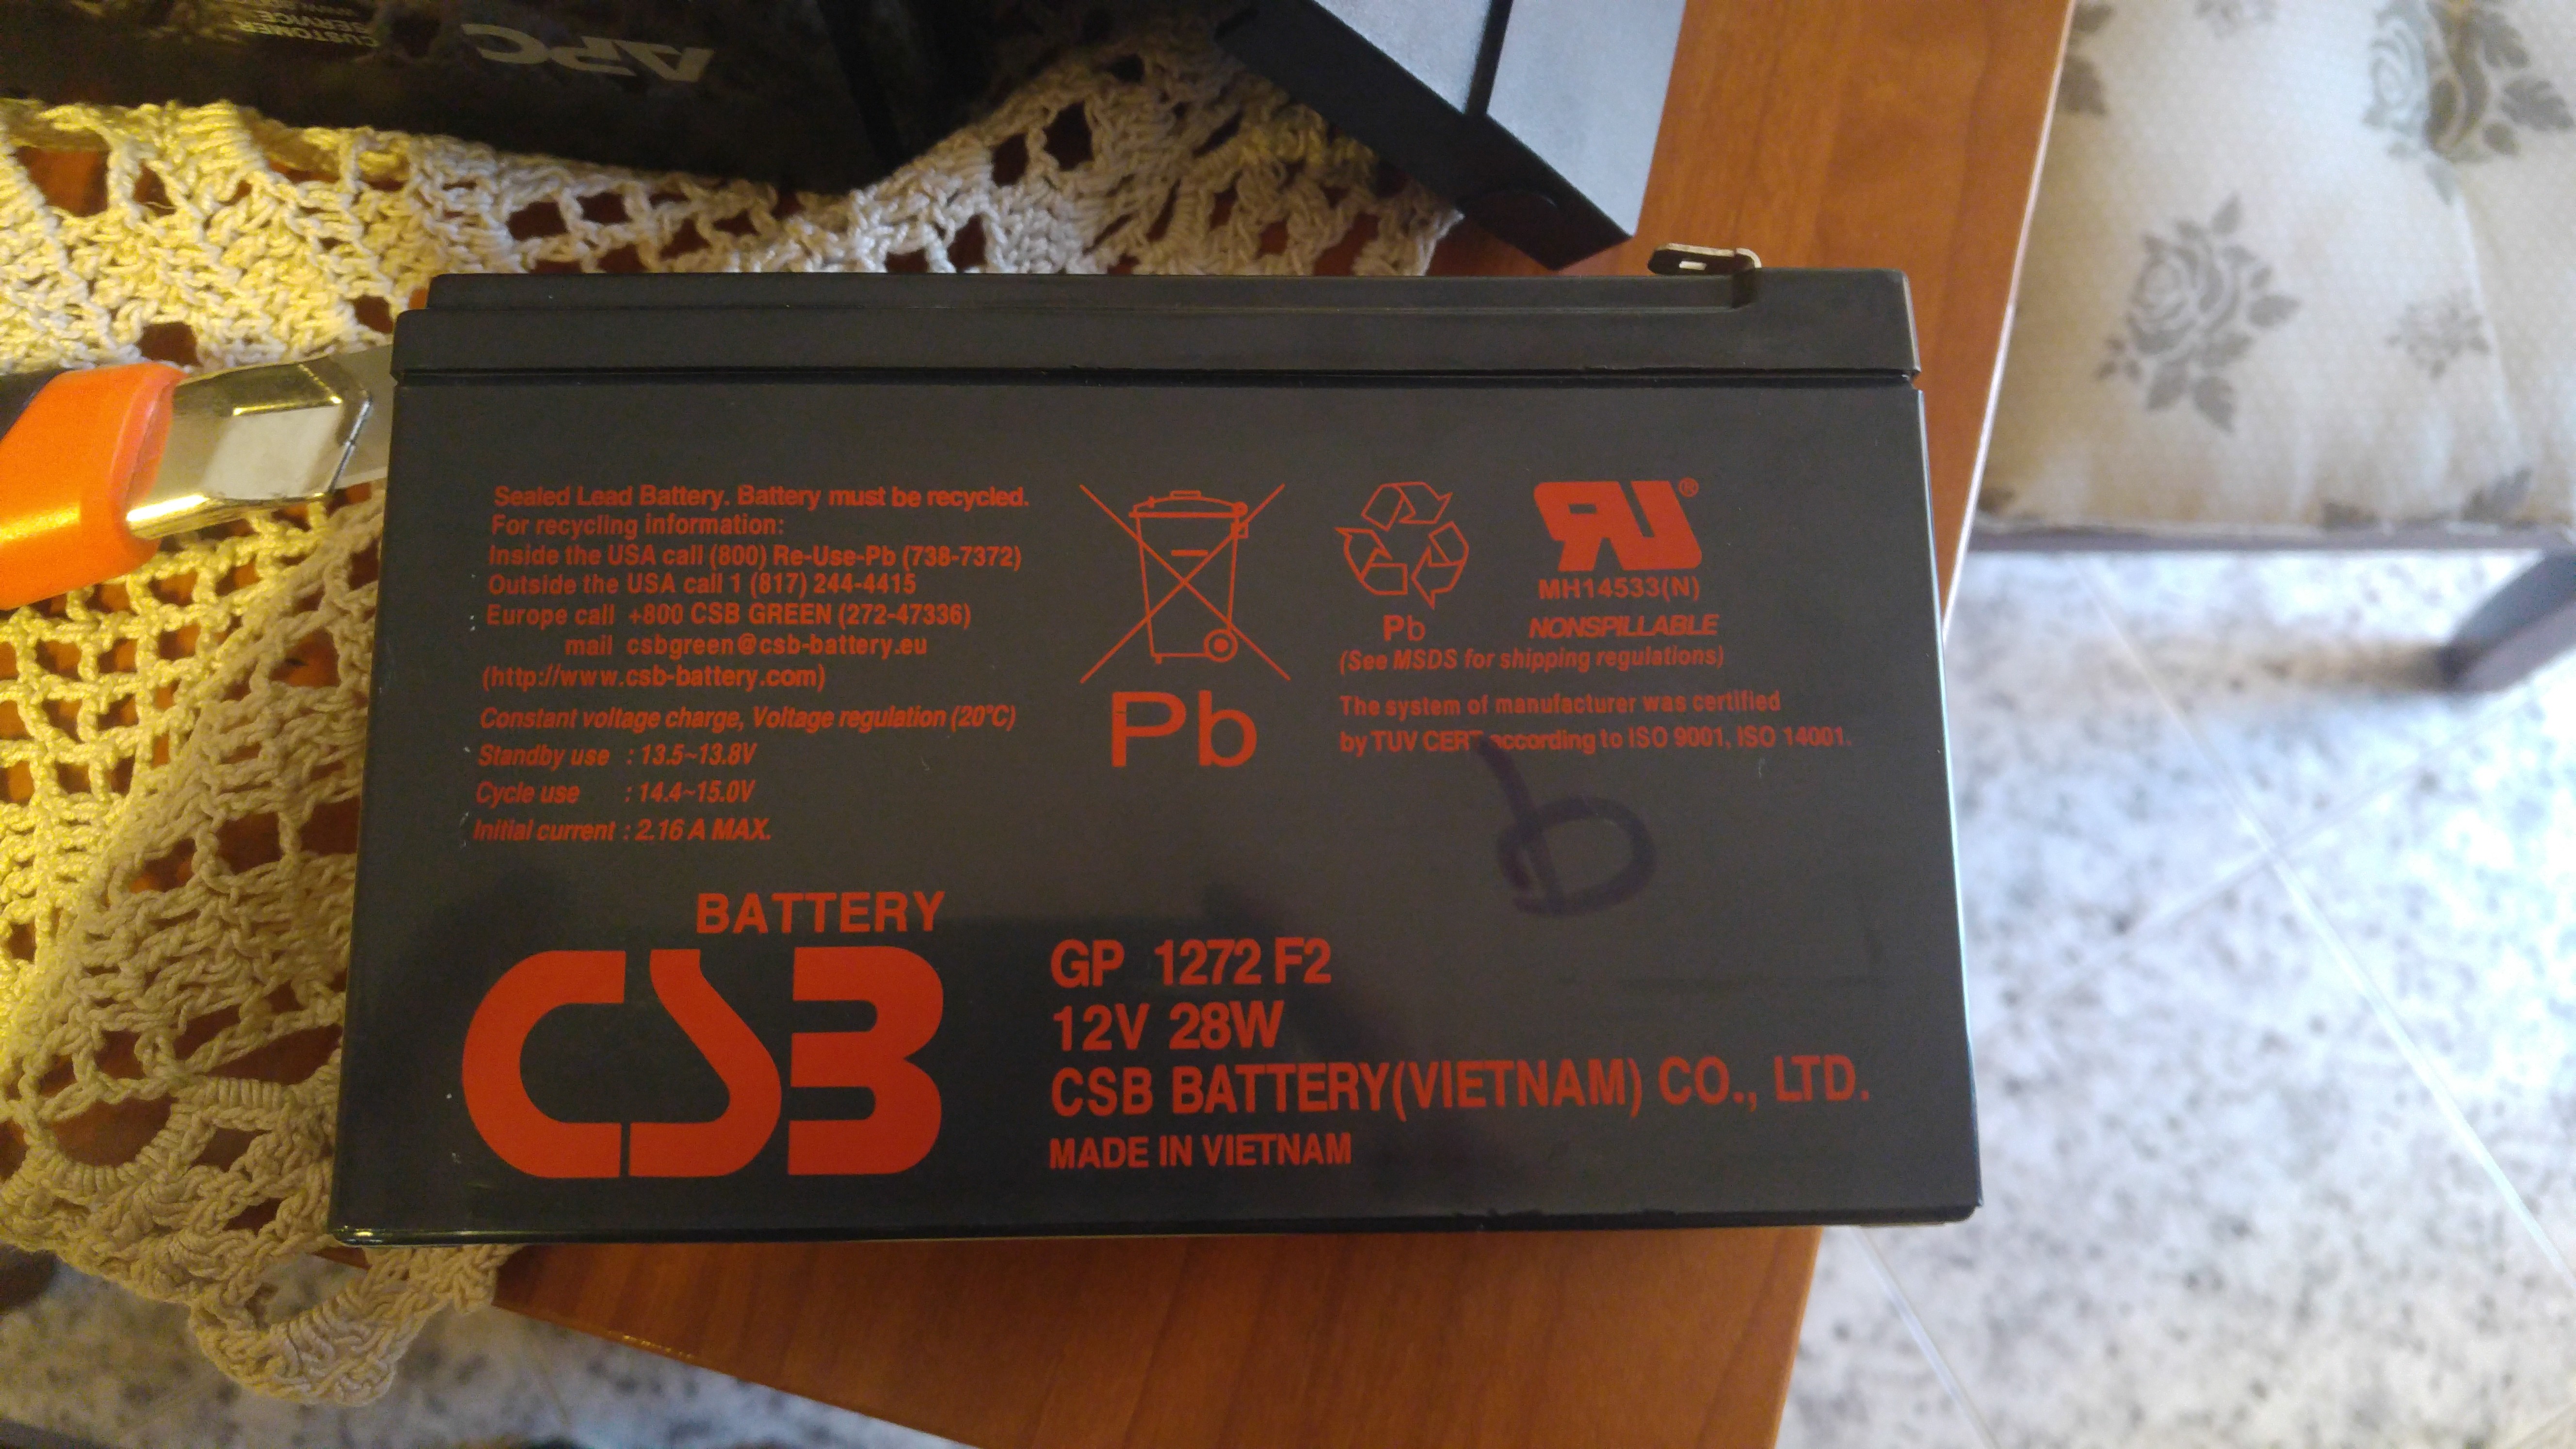 APC
CUSTOMER
SERVICE
Sealed Lead Battery. Battery must be recycled.
For recycling information:
Inside the USA call (800) Re-Use-Pb (738-7372)
Outside the USA call 1 (817) 244-4415
Europe call +800 CSB GREEN (272-47336)
mail csbgreen@csb-battery.eu
(http://www.csb-battery.com)
Constant voltage charge, Voltage regulation (20°C)
Standby use : 13.5~13.8V
Cycle use : 14.4~15.0V
Initial current : 2.16 A MAX.
Pb
Pb
RU®
MH14533(N)
NONSPILLABLE
(See MSDS for shipping regulations)
The system of manufacturer was certified
by TUV CERT according to ISO 9001, ISO 14001.
BATTERY
CSB
GP 1272 F2
12V 28W
CSB BATTERY(VIETNAM) CO., LTD.
MADE IN VIETNAM